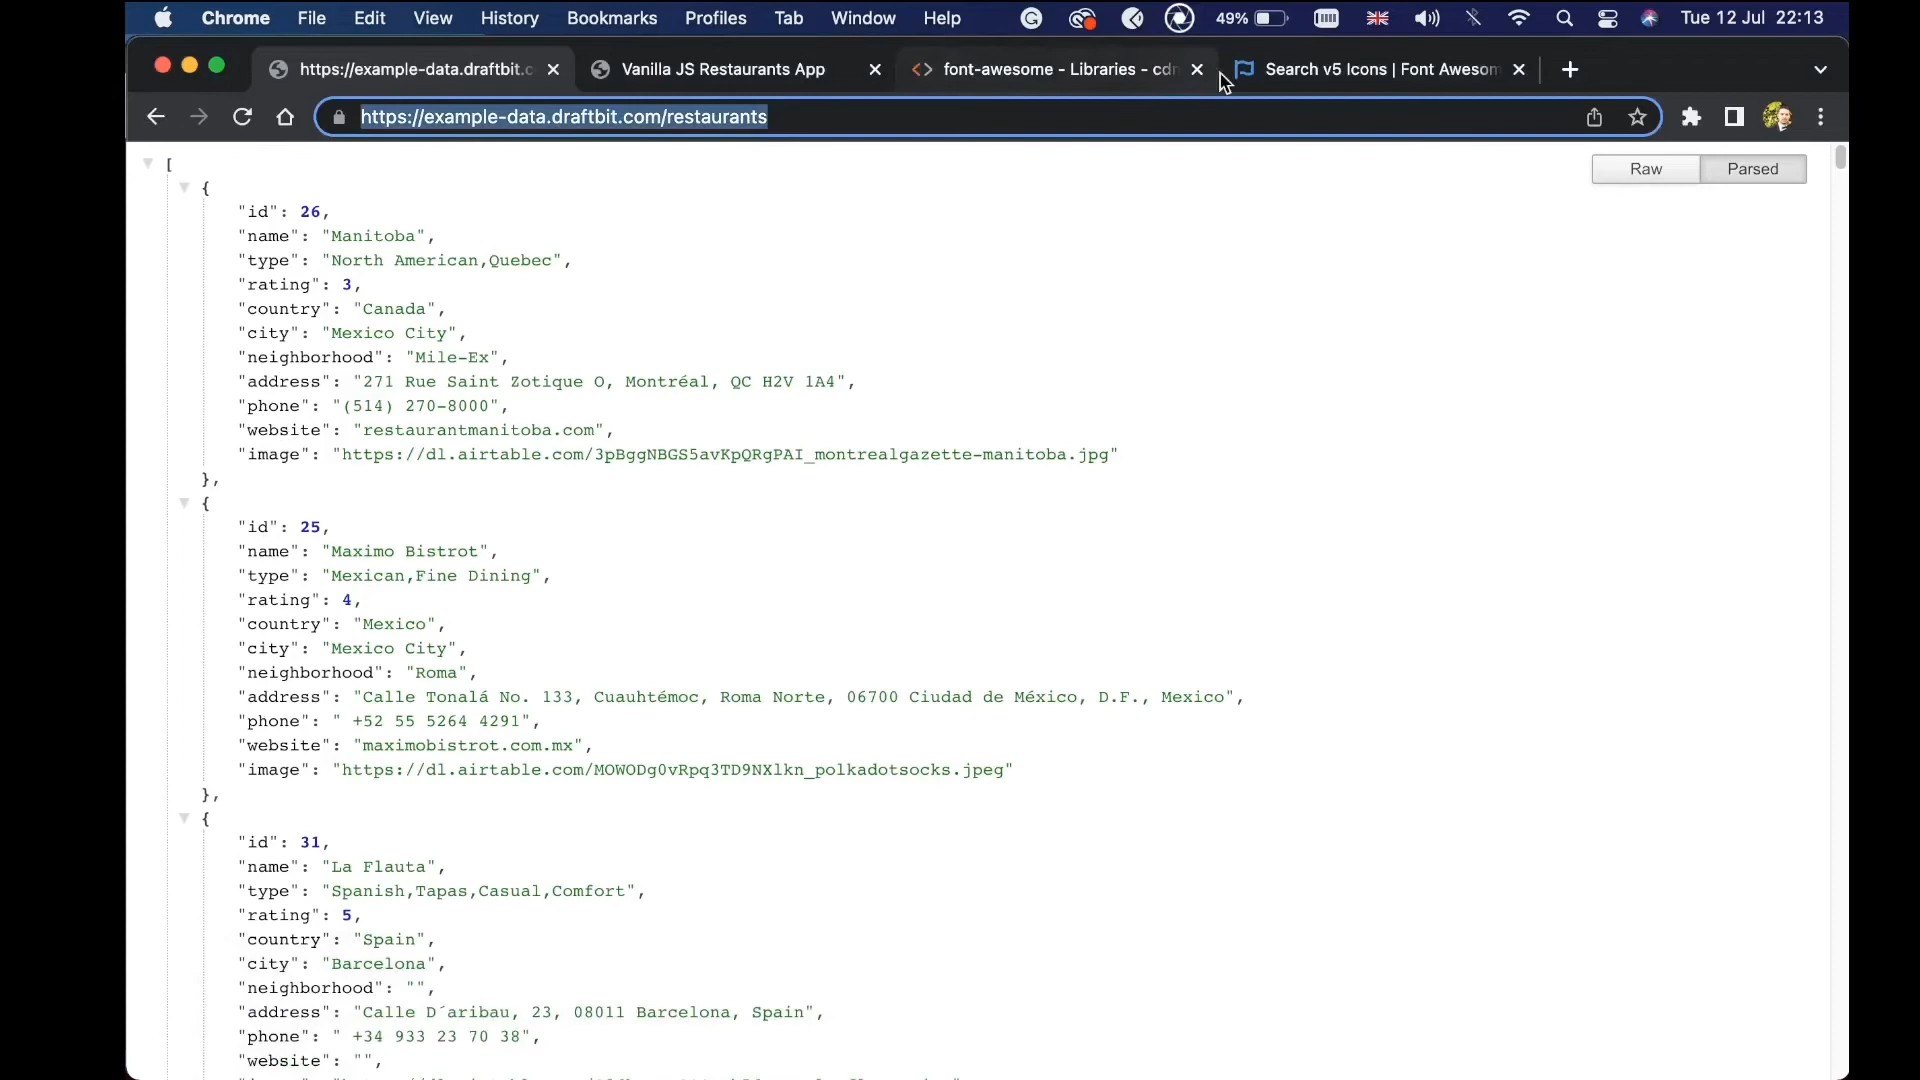 Chrome File Edit View History Bookmarks Profiles Tab Window Help 49% Tue 12 Jul 22:13
https://example-data.draftbit.c Vanilla JS Restaurants App font-awesome - Libraries - cdn Search v5 Icons | Font Awesom
https://example-data.draftbit.com/restaurants
[ Raw Parsed
{
"id": 26,
"name": "Manitoba",
"type": "North American,Quebec",
"rating": 3,
"country": "Canada",
"city": "Mexico City",
"neighborhood": "Mile-Ex",
"address": "271 Rue Saint Zotique O, Montréal, QC H2V 1A4",
"phone": "(514) 270-8000",
"website": "restaurantmanitoba.com",
"image": "https://dl.airtable.com/3pBggNBGS5avKpQRgPAI_montrealgazette-manitoba.jpg"
},
{
"id": 25,
"name": "Maximo Bistrot",
"type": "Mexican,Fine Dining",
"rating": 4,
"country": "Mexico",
"city": "Mexico City",
"neighborhood": "Roma",
"address": "Calle Tonalá No. 133, Cuauhtémoc, Roma Norte, 06700 Ciudad de México, D.F., Mexico",
"phone": " +52 55 5264 4291",
"website": "maximobistrot.com.mx",
"image": "https://dl.airtable.com/MOWODg0vRpq3TD9NXlkn_polkadotsocks.jpeg"
},
{
"id": 31,
"name": "La Flauta",
"type": "Spanish,Tapas,Casual,Comfort",
"rating": 5,
"country": "Spain",
"city": "Barcelona",
"neighborhood": "",
"address": "Calle D´aribau, 23, 08011 Barcelona, Spain",
"phone": " +34 933 23 70 38",
"website": "",